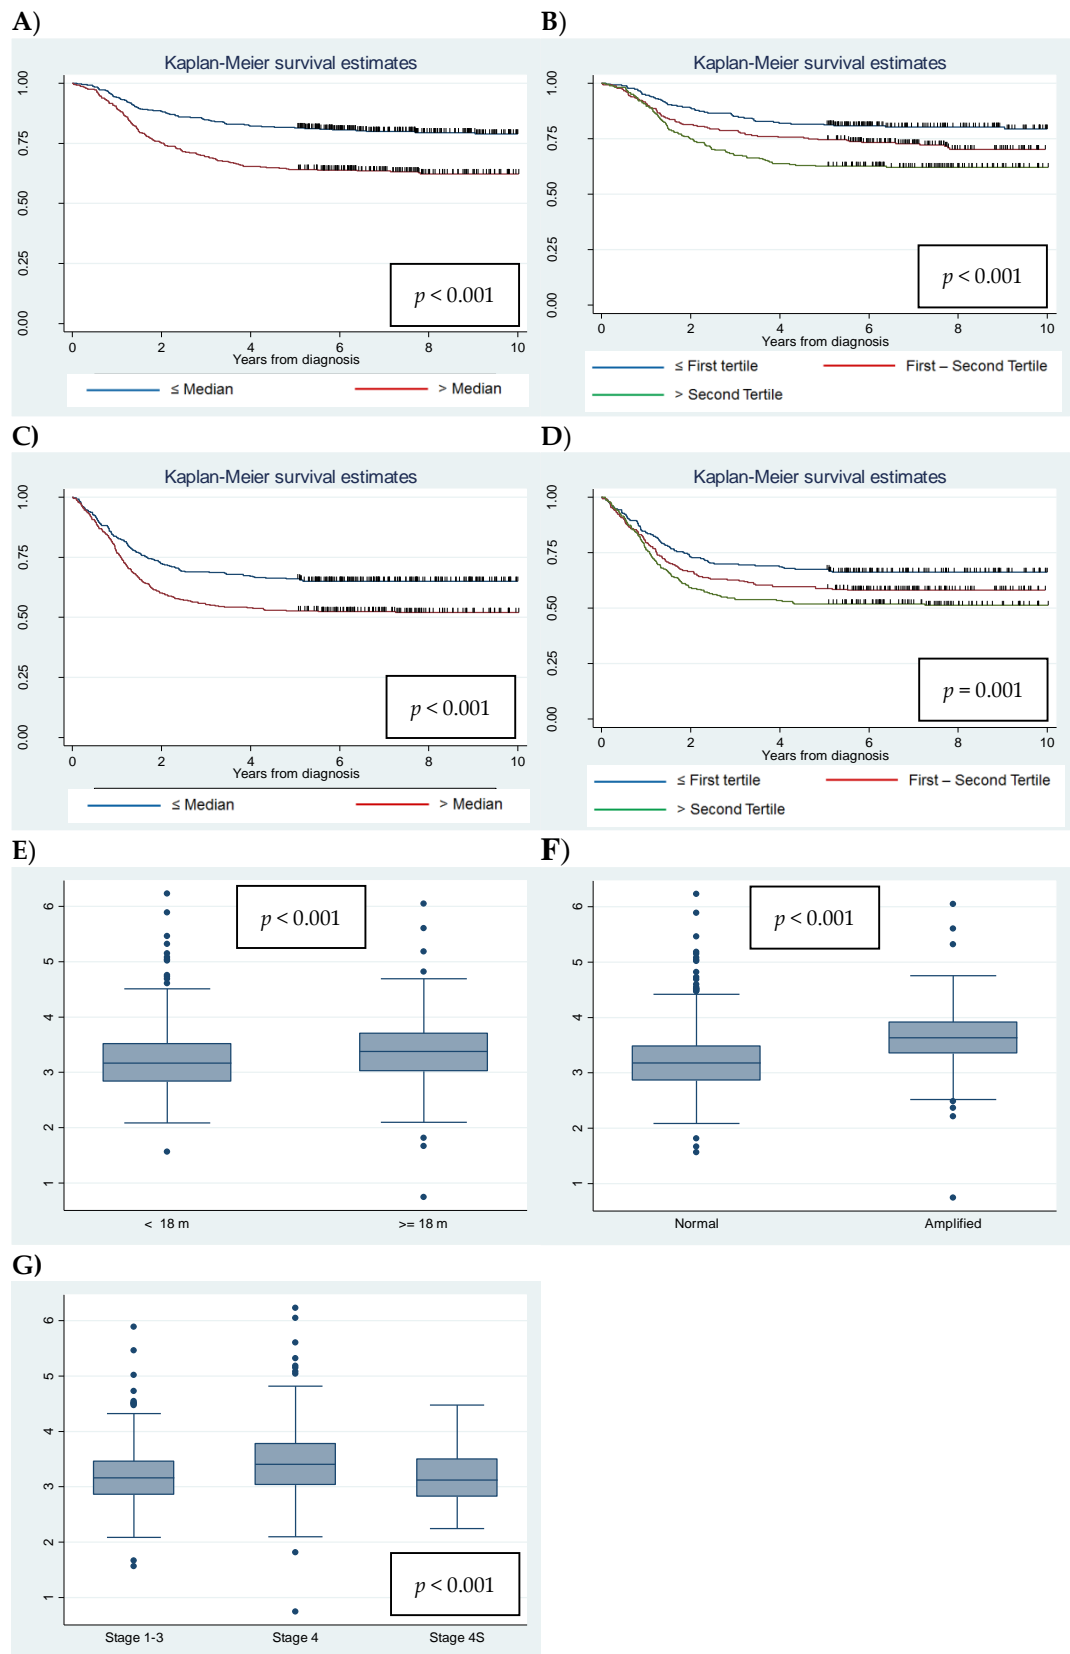 A)
Kaplan-Meier survival estimates
1.00
0.75
0.50
0.25
0.00
p < 0.001
0 2 4 6 8 10
Years from diagnosis
≤ Median > Median
B)
Kaplan-Meier survival estimates
1.00
0.75
0.50
0.25
0.00
p < 0.001
0 2 4 6 8 10
Years from diagnosis
≤ First tertile First – Second Tertile
> Second Tertile
C)
Kaplan-Meier survival estimates
1.00
0.75
0.50
0.25
0.00
p < 0.001
0 2 4 6 8 10
Years from diagnosis
≤ Median > Median
D)
Kaplan-Meier survival estimates
1.00
0.75
0.50
0.25
0.00
p = 0.001
0 2 4 6 8 10
Years from diagnosis
≤ First tertile First – Second Tertile
> Second Tertile
E)
p < 0.001
6
5
4
3
2
1
< 18 m >= 18 m
F)
p < 0.001
6
5
4
3
2
1
Normal Amplified
G)
6
5
4
3
2
1
p < 0.001
Stage 1-3 Stage 4 Stage 4S